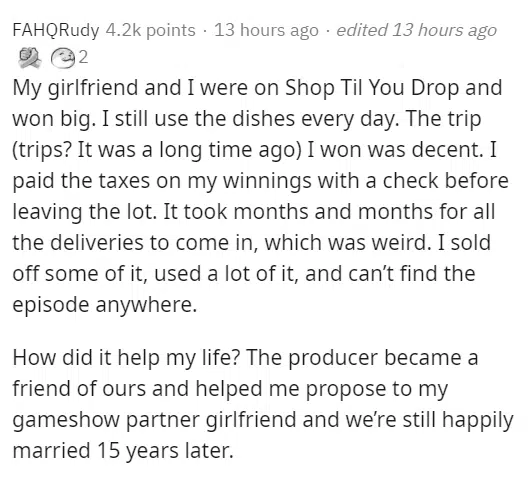 FAHQRudy 4.2k points · 13 hours ago · edited 13 hours ago
2
My girlfriend and I were on Shop Til You Drop and
won big. I still use the dishes every day. The trip
(trips? It was a long time ago) I won was decent. I
paid the taxes on my winnings with a check before
leaving the lot. It took months and months for all
the deliveries to come in, which was weird. I sold
off some of it, used a lot of it, and can’t find the
episode anywhere.
How did it help my life? The producer became a
friend of ours and helped me propose to my
gameshow partner girlfriend and we’re still happily
married 15 years later.